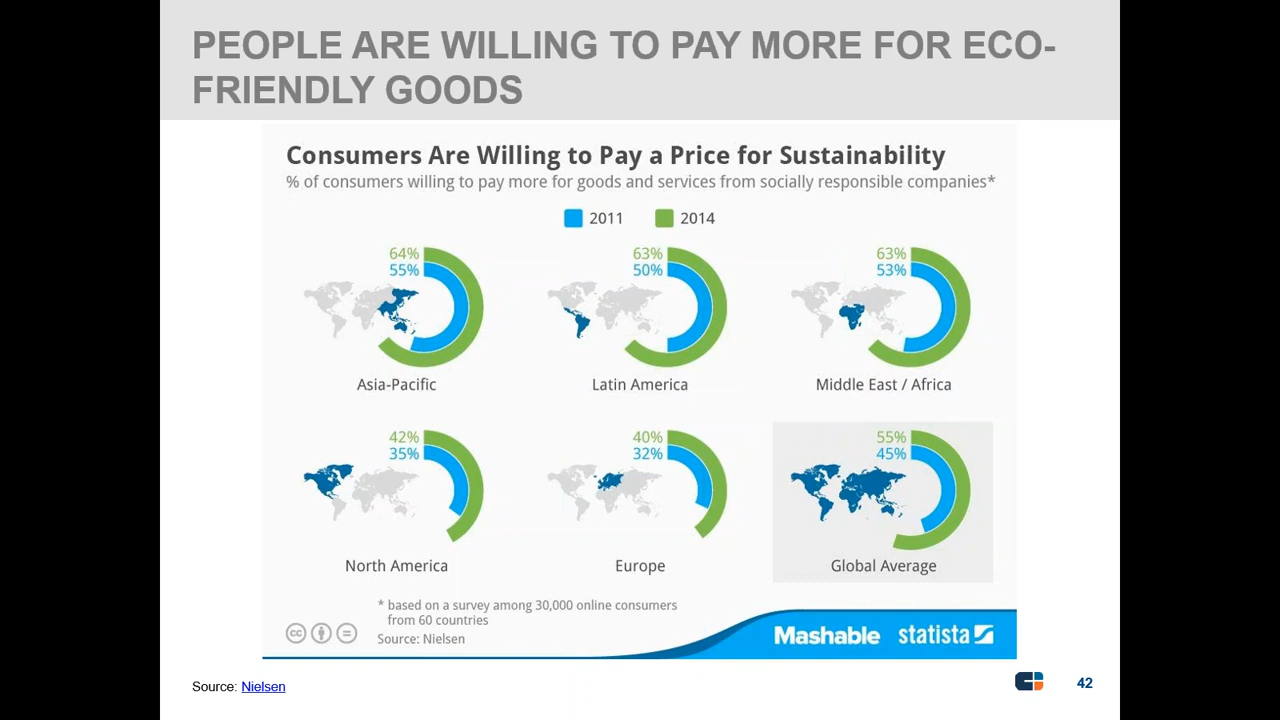 PEOPLE ARE WILLING TO PAY MORE FOR ECO-
FRIENDLY GOODS
Consumers Are Willing to Pay a Price for Sustainability
% of consumers willing to pay more for goods and services from socially responsible companies*
2011 2014
64%
55%
Asia-Pacific
63%
50%
Latin America
63%
53%
Middle East / Africa
42%
35%
North America
40%
32%
Europe
55%
45%
Global Average
* based on a survey among 30,000 online consumers
from 60 countries
Source: Nielsen
cc
Mashable statista
Source: Nielsen
42